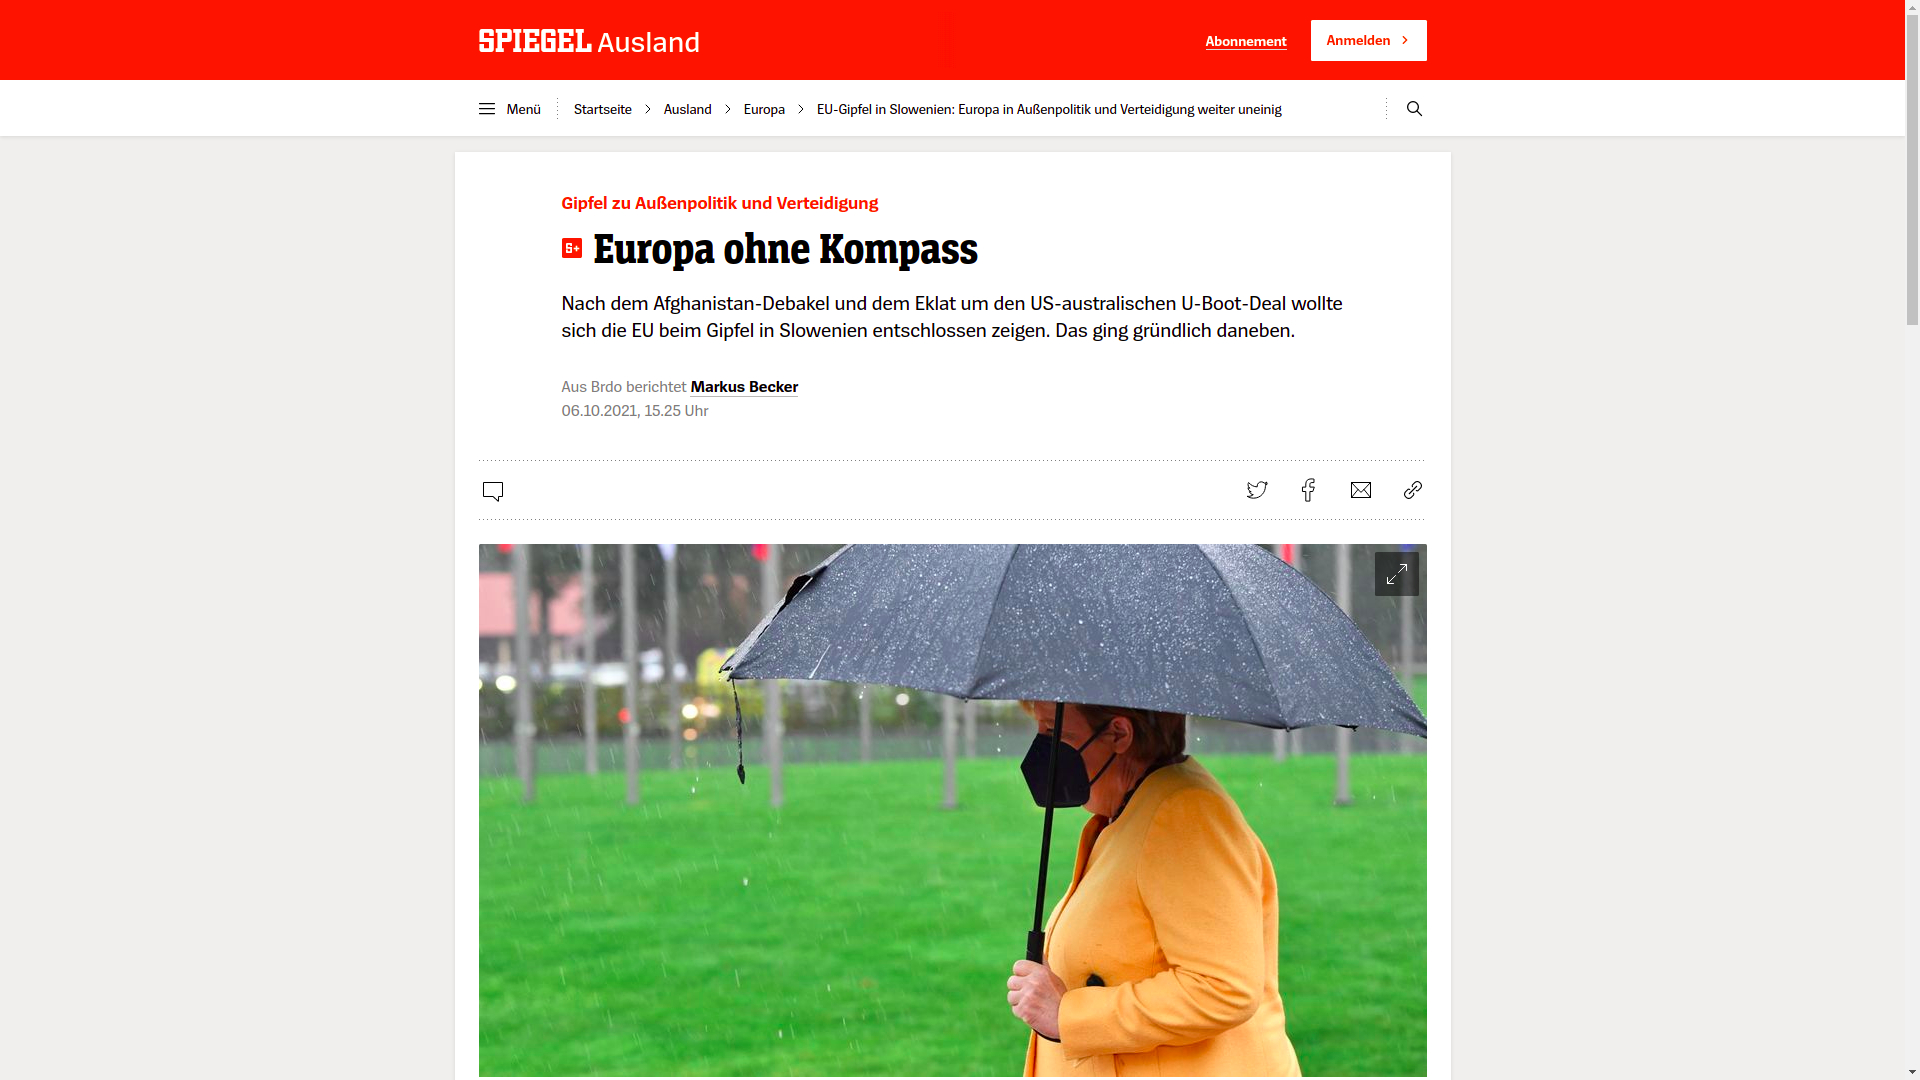 SPIEGEL Ausland
Abonnement
Anmelden
Menü
Startseite
Ausland
Europa
EU-Gipfel in Slowenien: Europa in Außenpolitik und Verteidigung weiter uneinig
Gipfel zu Außenpolitik und Verteidigung
S+ Europa ohne Kompass
Nach dem Afghanistan-Debakel und dem Eklat um den US-australischen U-Boot-Deal wollte
sich die EU beim Gipfel in Slowenien entschlossen zeigen. Das ging gründlich daneben.
Aus Brdo berichtet Markus Becker
06.10.2021, 15.25 Uhr